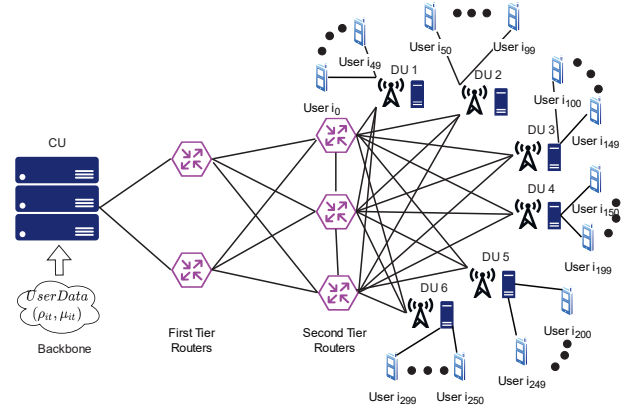 User i50
User i99
User i49
DU 1
DU 2
User i0
User i100
DU 3
User i149
CU
DU 4
User i150
User i199
DU 5
DU 6
UserData
(ρit, μit)
User i200
First Tier
Routers
Second Tier
Routers
Backbone
User i249
User i299
User i250